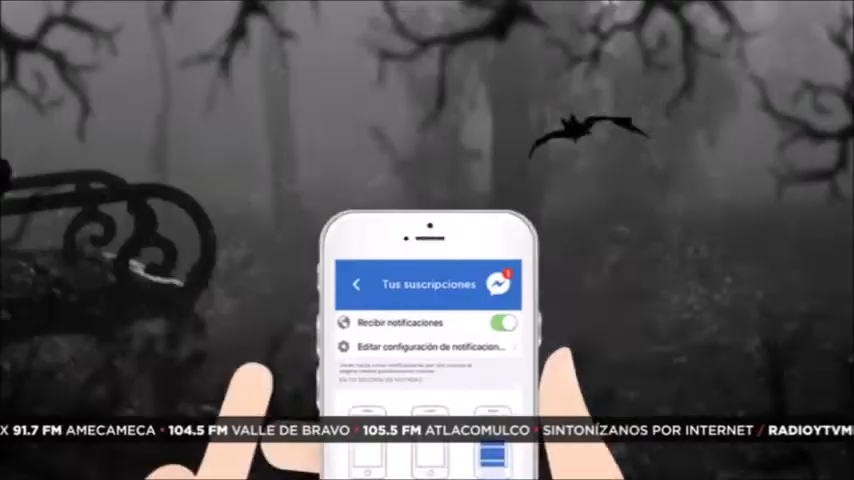 1
Tus suscripciones
Recibir notificaciones
Editar configuración de notificacion...
X 91.7 FM AMECAMECA • 104.5 FM VALLE DE BRAVO • 105.5 FM ATLACOMULCO • SINTONÍZANOS POR INTERNET / RADIOYTVM